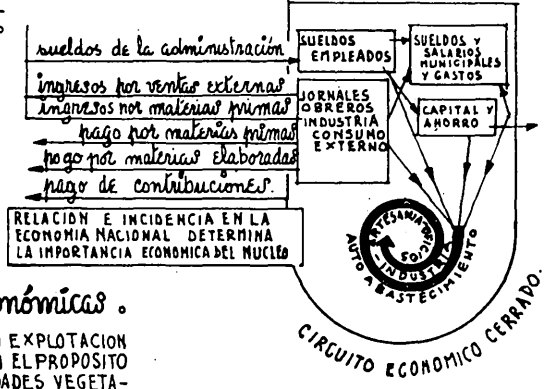 sueldos de la administración
SUELDOS
EMPLEADOS
SUELDOS Y
SALARIOS
MUNICIPALES
Y GASTOS
ingresos por ventas externas
ingresos por materias primas
pago por materias primas
pogo por materias elaboradas
pago de contribuciones.
JORNALES
OBREROS
INDUSTRIA
CONSUMO
EXTERNO
CAPITAL Y
AHORRO
RELACION E INCIDENCIA EN LA
ECONOMIA NACIONAL DETERMINA
LA IMPORTANCIA ECONOMICA DEL NUCLEO
ARTESANIA-OFICIOS
-INDUSTRIA
AUTOABASTECIMIENTO
CIRCUITO ECONOMICO CERRADO.
nómicas.
EXPLOTACION
EL PROPOSITO
DADES VEGETA-